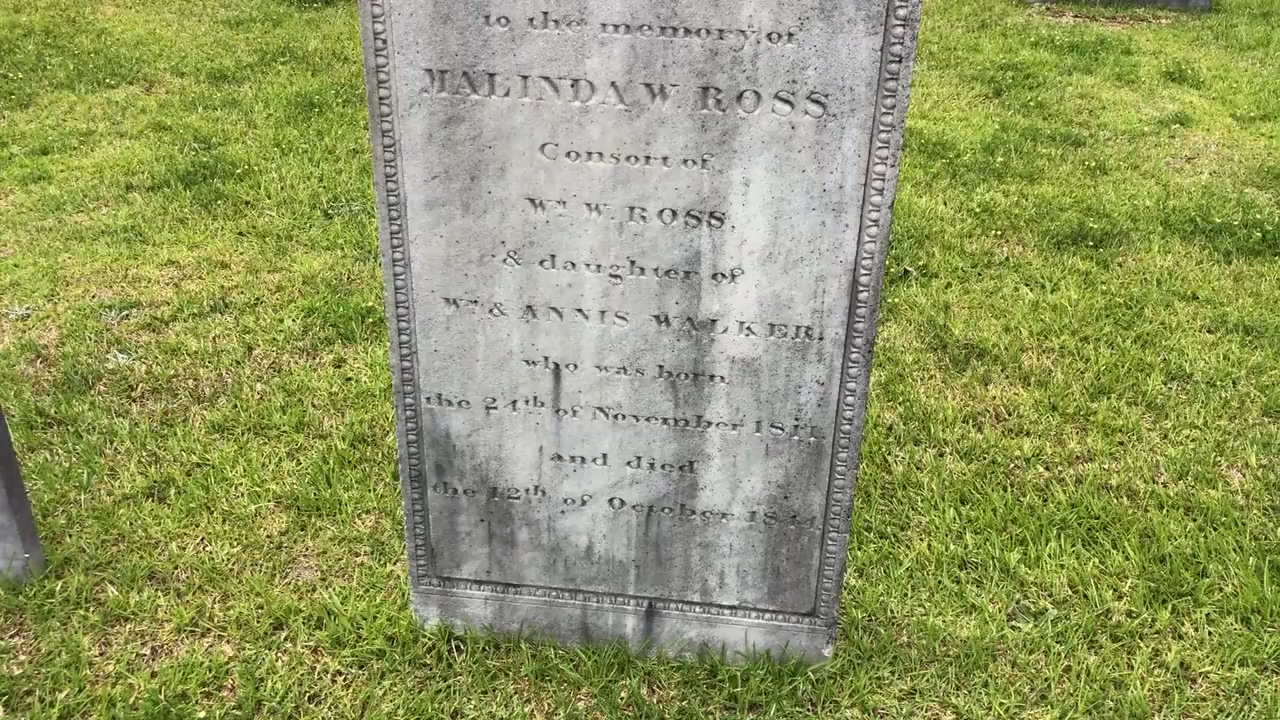 to the memory of
MALINDA W. ROSS
Consort of
Wm W. ROSS.
& daughter of
Wm & ANNIS WALKER.
who was born
the 24th of November
and died
the 12th of October